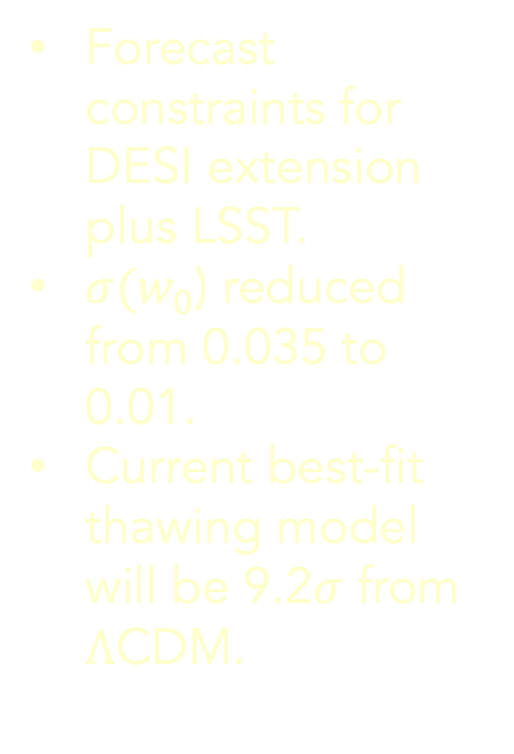 • Forecast
constraints for
DESI extension
plus LSST.
• σ(w₀) reduced
from 0.035 to
0.01.
• Current best-fit
thawing model
will be 9.2σ from
ΛCDM.